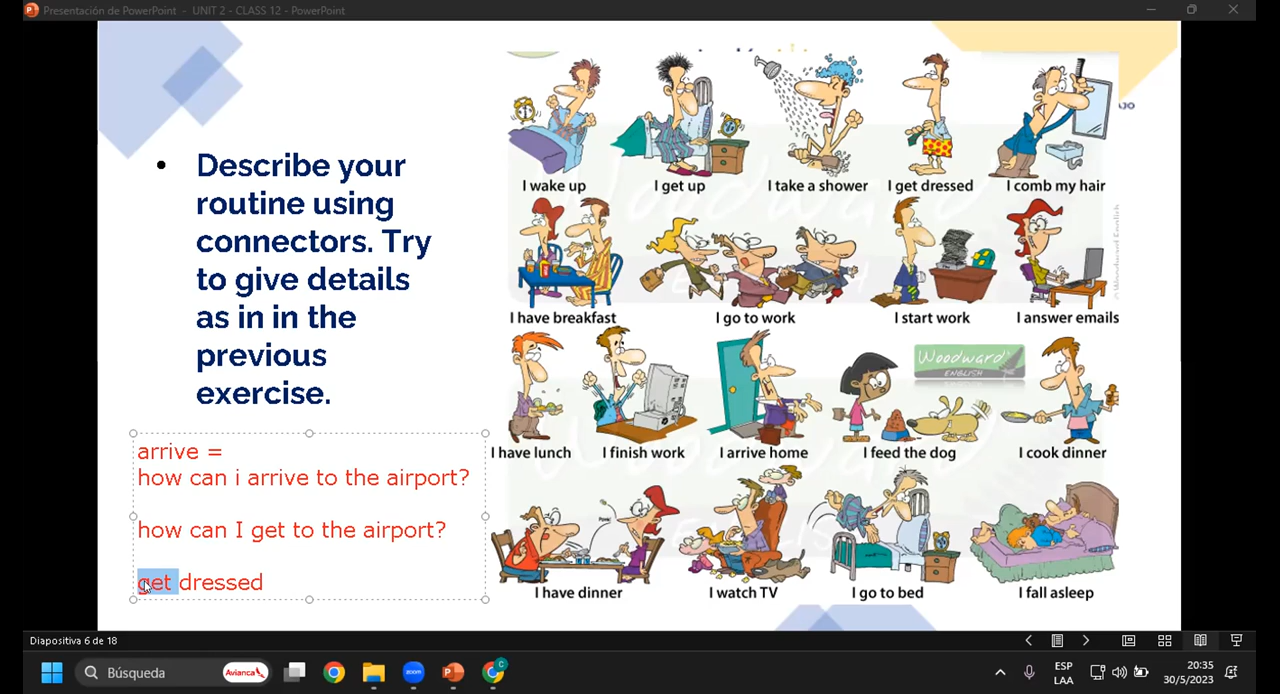 Presentación de PowerPoint - UNIT 2 - CLASS 12 - PowerPoint
• Describe your
routine using
connectors. Try
to give details
as in in the
previous
exercise.
arrive =
how can i arrive to the airport?
how can I get to the airport?
get dressed
I wake up
I get up
I take a shower
I get dressed
I comb my hair
I have breakfast
I go to work
I start work
I answer emails
Woodward
ENGLISH
I have lunch
I finish work
I arrive home
I feed the dog
I cook dinner
I have dinner
I watch TV
I go to bed
I fall asleep
© Woodward English
Diapositiva 6 de 18
Búsqueda
Avianca
zoom
ESP
LAA
20:35
30/5/2023